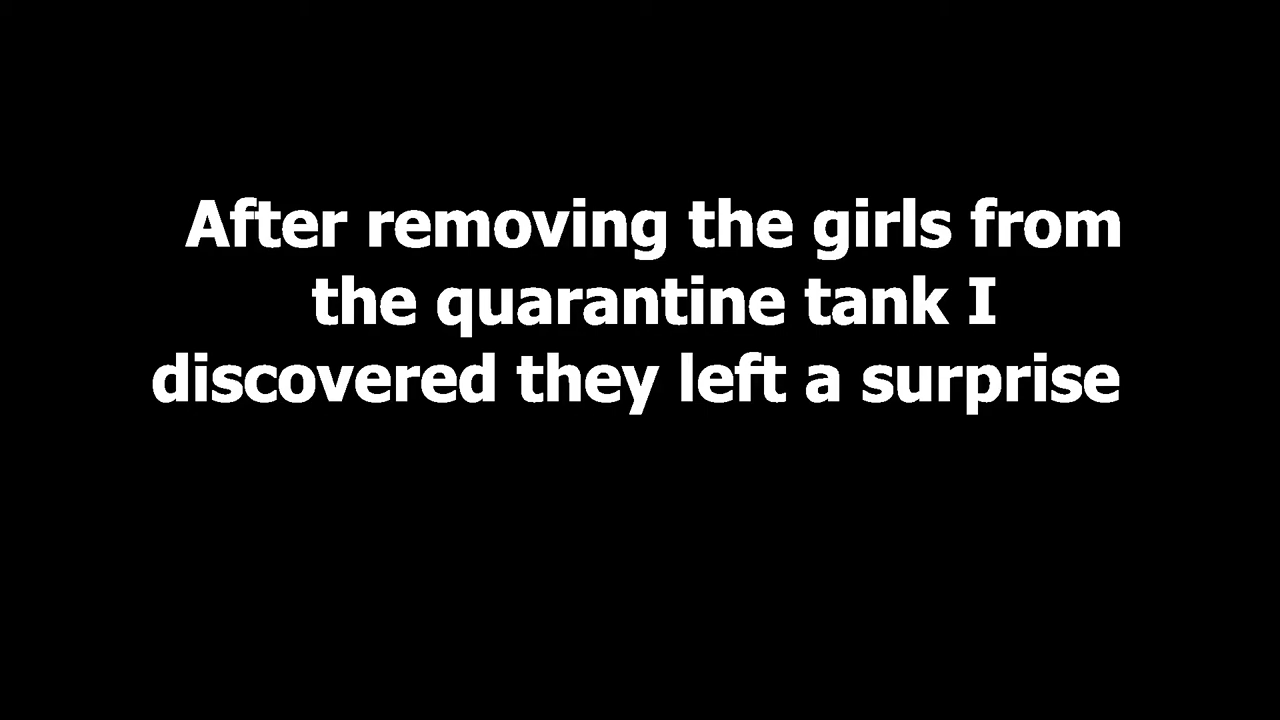 After removing the girls from
the quarantine tank I
discovered they left a surprise